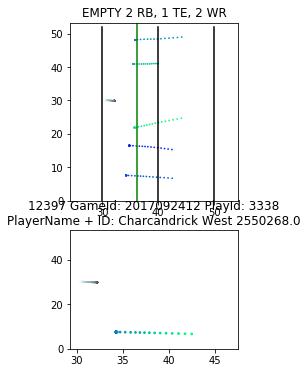 EMPTY 2 RB, 1 TE, 2 WR
50
40
30
20
10
0
30 40 50
12397 GameId: 2017092412 PlayId: 3338
PlayerName + ID: Charcandrick West 2550268.0
40
20
0
30 35 40 45